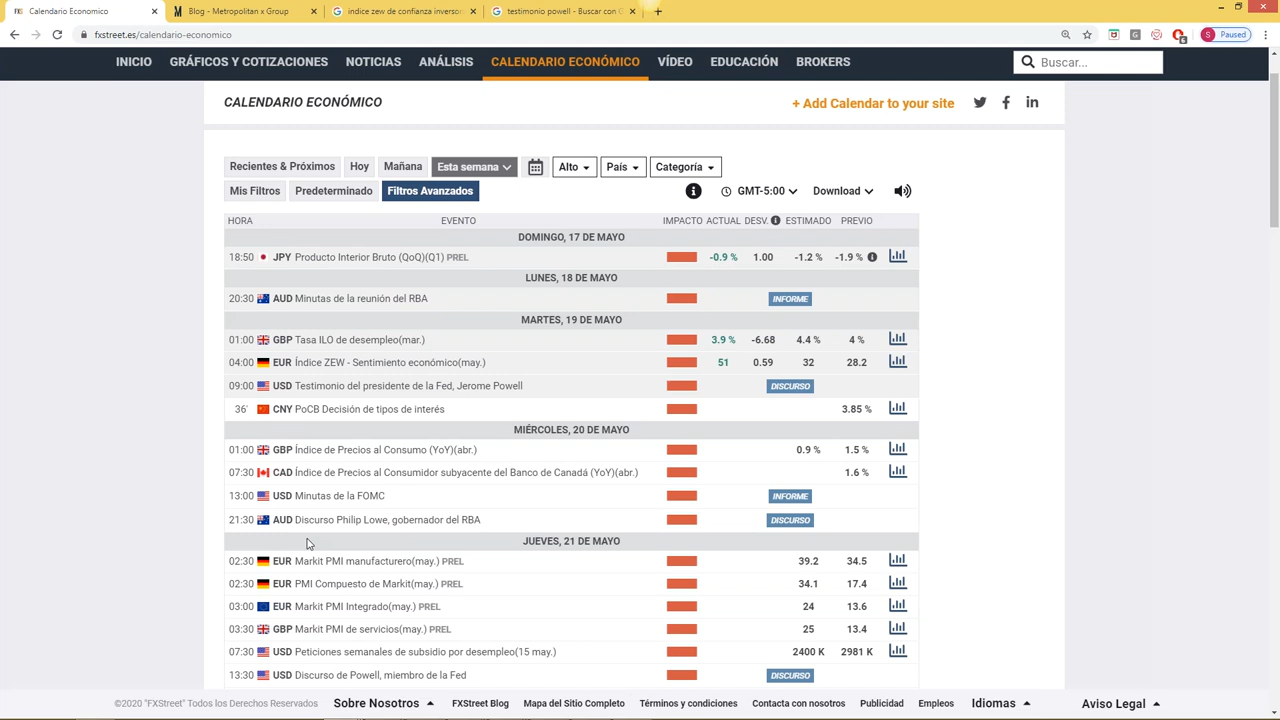 Calendario Economico
Blog - Metropolitan x Group
índice zew de confianza inversor
testimonio powell - Buscar con G
fxstreet.es/calendario-economico
S Paused
INICIO GRÁFICOS Y COTIZACIONES NOTICIAS ANÁLISIS CALENDARIO ECONÓMICO VÍDEO EDUCACIÓN BROKERS Buscar...
CALENDARIO ECONÓMICO + Add Calendar to your site
Recientes & Próximos Hoy Mañana Esta semana Alto País Categoría
Mis Filtros Predeterminado Filtros Avanzados GMT-5:00 Download
HORA EVENTO IMPACTO ACTUAL DESV. ESTIMADO PREVIO
DOMINGO, 17 DE MAYO
18:50 JPY Producto Interior Bruto (QoQ)(Q1) PREL -0.9 % 1.00 -1.2 % -1.9 %
LUNES, 18 DE MAYO
20:30 AUD Minutas de la reunión del RBA INFORME
MARTES, 19 DE MAYO
01:00 GBP Tasa ILO de desempleo(mar.) 3.9 % -6.68 4.4 % 4 %
04:00 EUR Índice ZEW - Sentimiento económico(may.) 51 0.59 32 28.2
09:00 USD Testimonio del presidente de la Fed, Jerome Powell DISCURSO
36' CNY PoCB Decisión de tipos de interés 3.85 %
MIÉRCOLES, 20 DE MAYO
01:00 GBP Índice de Precios al Consumo (YoY)(abr.) 0.9 % 1.5 %
07:30 CAD Índice de Precios al Consumidor subyacente del Banco de Canadá (YoY)(abr.) 1.6 %
13:00 USD Minutas de la FOMC INFORME
21:30 AUD Discurso Philip Lowe, gobernador del RBA DISCURSO
JUEVES, 21 DE MAYO
02:30 EUR Markit PMI manufacturero(may.) PREL 39.2 34.5
02:30 EUR PMI Compuesto de Markit(may.) PREL 34.1 17.4
03:00 EUR Markit PMI Integrado(may.) PREL 24 13.6
03:30 GBP Markit PMI de servicios(may.) PREL 25 13.4
07:30 USD Peticiones semanales de subsidio por desempleo(15 may.) 2400 K 2981 K
13:30 USD Discurso de Powell, miembro de la Fed DISCURSO
©2020 "FXStreet" Todos los Derechos Reservados Sobre Nosotros FXStreet Blog Mapa del Sitio Completo Términos y condiciones Contacta con nosotros Publicidad Empleos Idiomas Aviso Legal